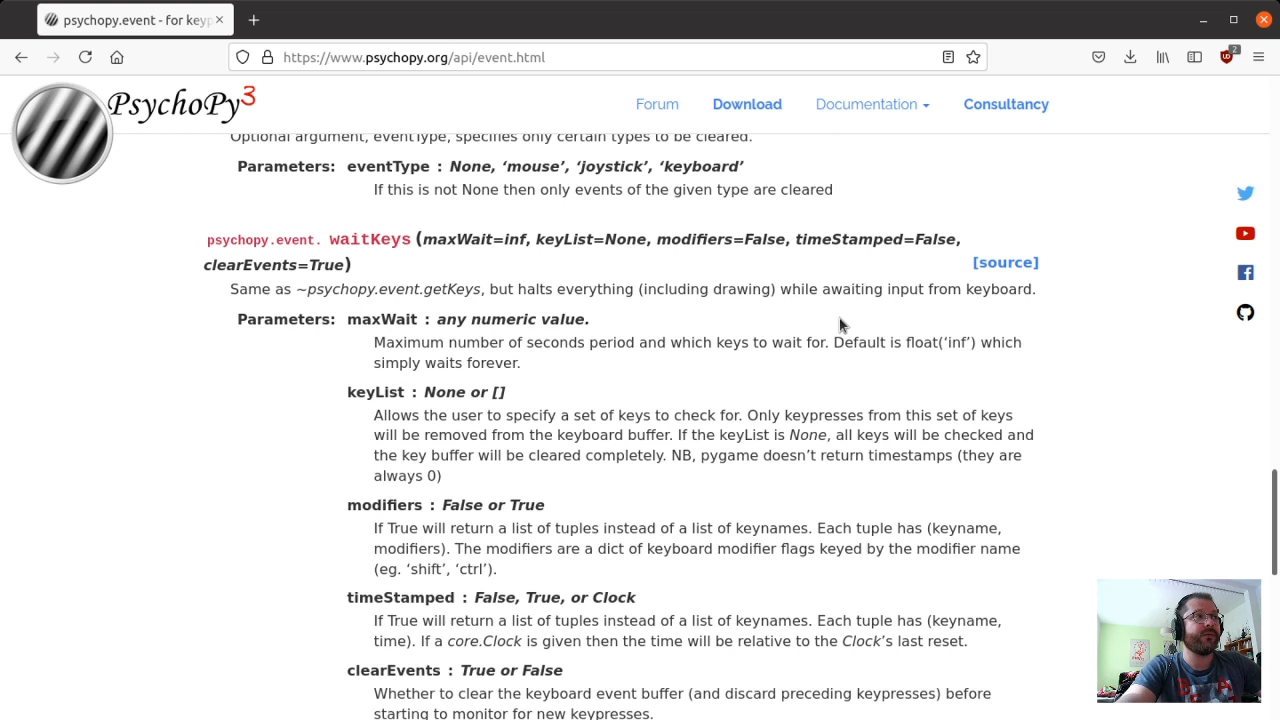 psychopy.event - for keyp
https://www.psychopy.org/api/event.html
2
PsychoPy3
Forum
Download
Documentation
Consultancy
Optional argument, eventType, specifies only certain types to be cleared.
Parameters: eventType : None, ‘mouse’, ‘joystick’, ‘keyboard’
If this is not None then only events of the given type are cleared
psychopy.event. waitKeys (maxWait=inf, keyList=None, modifiers=False, timeStamped=False,
clearEvents=True) [source]
Same as ~psychopy.event.getKeys, but halts everything (including drawing) while awaiting input from keyboard.
Parameters: maxWait : any numeric value.
Maximum number of seconds period and which keys to wait for. Default is float(‘inf’) which
simply waits forever.
keyList : None or []
Allows the user to specify a set of keys to check for. Only keypresses from this set of keys
will be removed from the keyboard buffer. If the keyList is None, all keys will be checked and
the key buffer will be cleared completely. NB, pygame doesn’t return timestamps (they are
always 0)
modifiers : False or True
If True will return a list of tuples instead of a list of keynames. Each tuple has (keyname,
modifiers). The modifiers are a dict of keyboard modifier flags keyed by the modifier name
(eg. ‘shift’, ‘ctrl’).
timeStamped : False, True, or Clock
If True will return a list of tuples instead of a list of keynames. Each tuple has (keyname,
time). If a core.Clock is given then the time will be relative to the Clock’s last reset.
clearEvents : True or False
Whether to clear the keyboard event buffer (and discard preceding keypresses) before
starting to monitor for new keypresses.